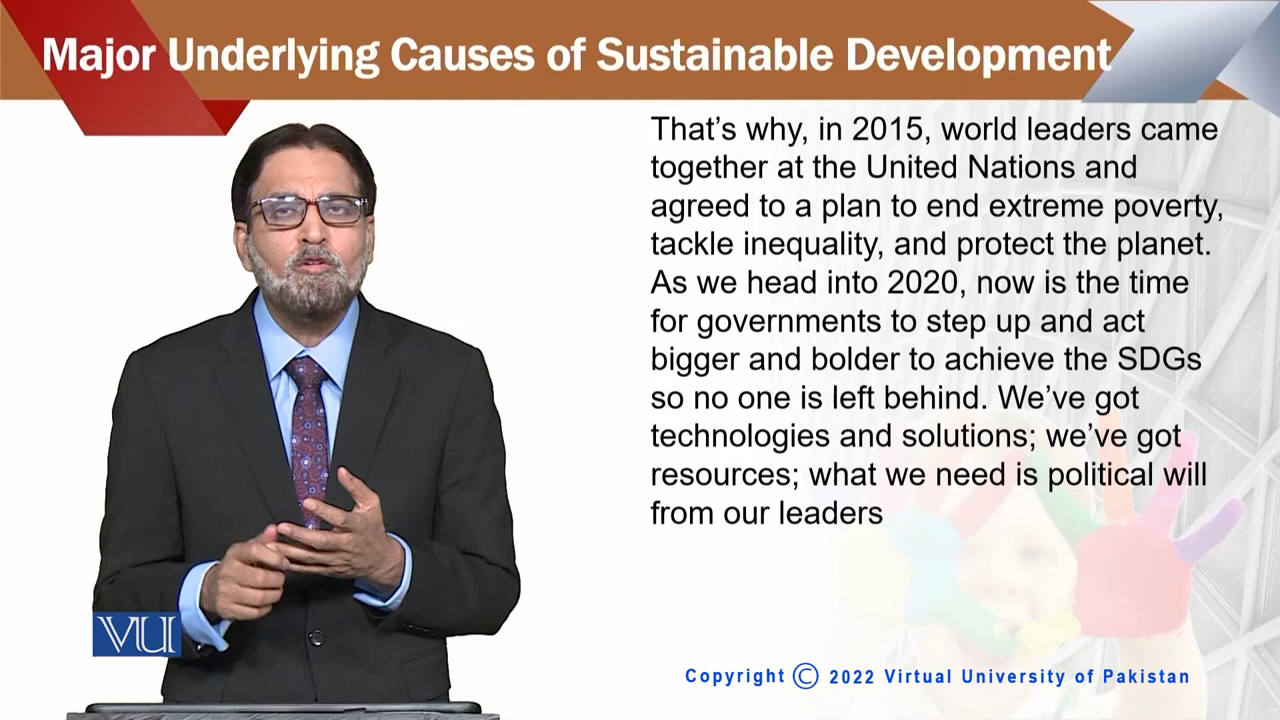 Major Underlying Causes of Sustainable Development
That’s why, in 2015, world leaders came
together at the United Nations and
agreed to a plan to end extreme poverty,
tackle inequality, and protect the planet.
As we head into 2020, now is the time
for governments to step up and act
bigger and bolder to achieve the SDGs
so no one is left behind. We’ve got
technologies and solutions; we’ve got
resources; what we need is political will
from our leaders
VU
Copyright © 2022 Virtual University of Pakistan